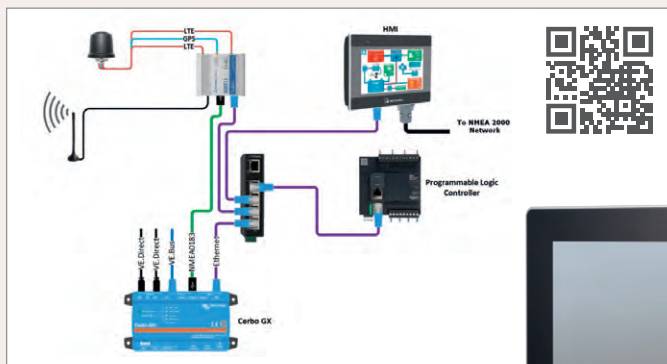 LTE
GPS
LTE
HMI
To NMEA 2000
Network
Programmable Logic
Controller
VE.Direct
VE.Direct
VE.Bus
NMEA0183
Ethernet
Cerbo GX